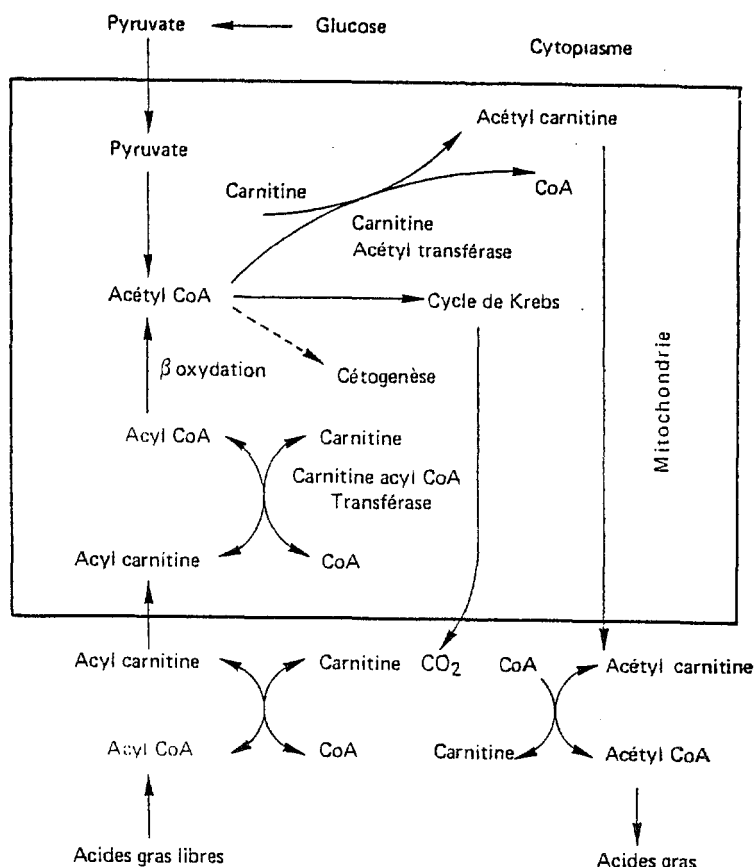 Pyruvate
Glucose
Cytoplasme
Acétyl carnitine
Pyruvate
Carnitine
CoA
Carnitine
Acétyl transférase
Acétyl CoA
Cycle de Krebs
β oxydation
Cétogenèse
Mitochondrie
Acyl CoA
Carnitine
Carnitine acyl CoA
Transférase
Acyl carnitine
CoA
Acyl carnitine
Carnitine
CO2
CoA
Acétyl carnitine
Acyl CoA
CoA
Carnitine
Acétyl CoA
Acides gras libres
Acides gras